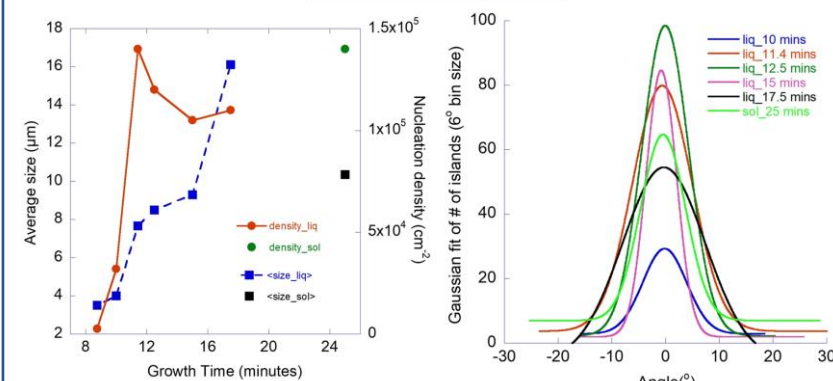 18
16
14
12
10
8
6
4
2
Average size (µm)
8
12
16
20
24
Growth Time (minutes)
1.5x10⁵
1x10⁵
5x10⁴
0
Nucleation density (cm⁻²)
density_liq
density_sol
<size_liq>
<size_sol>
100
80
60
40
20
0
Gaussian fit of # of islands (6° bin size)
-30
-20
-10
0
10
20
30
Angle(°)
liq_10 mins
liq_11.4 mins
liq_12.5 mins
liq_15 mins
liq_17.5 mins
sol_25 mins